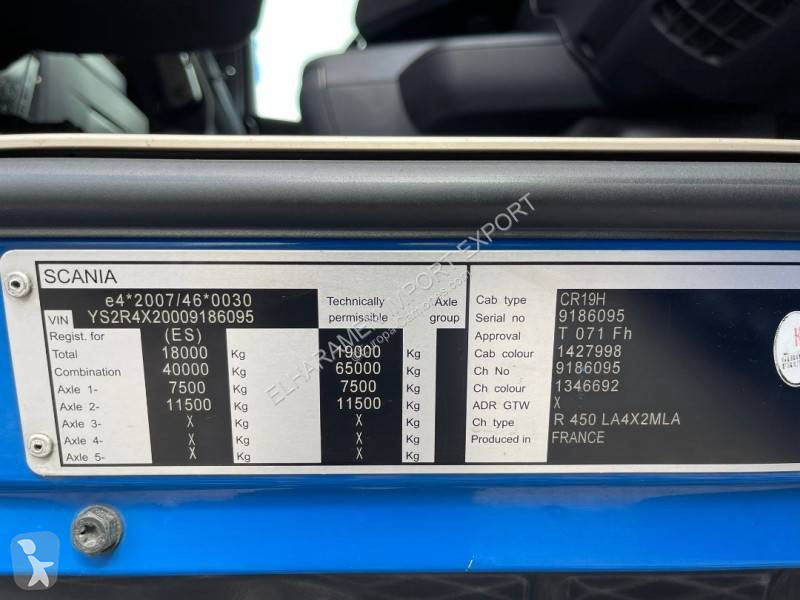 SCANIA
e4*2007/46*0030
VIN YS2R4X20009186095
Technically permissible
Axle group
Regist. for (ES)
Total 18000 Kg 19000 Kg
Combination 40000 Kg 65000 Kg
Axle 1- 7500 Kg 7500 Kg
Axle 2- 11500 Kg 11500 Kg
Axle 3- X Kg X Kg
Axle 4- X Kg X Kg
Axle 5- X Kg X Kg
Cab type CR19H
Serial no 9186095
Approval T 071 Fh
Cab colour 1427998
Ch No 9186095
Ch colour 1346692
ADR GTW X
Ch type R 450 LA4X2MLA
Produced in FRANCE
ELHARAMEIN IMPORT EXPORT